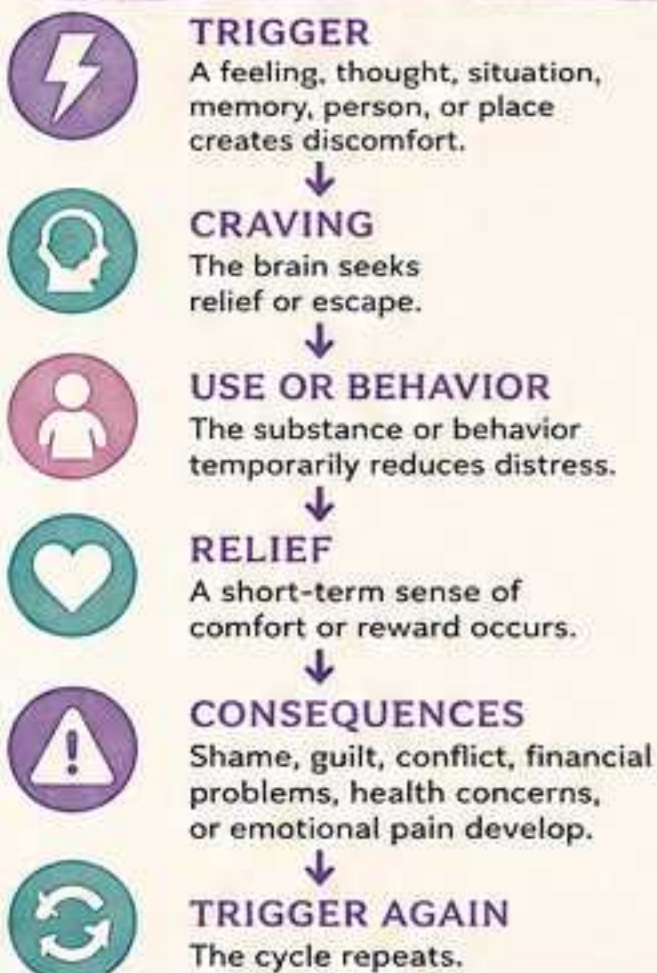 TRIGGER
A feeling, thought, situation,
memory, person, or place
creates discomfort.
CRAVING
The brain seeks
relief or escape.
USE OR BEHAVIOR
The substance or behavior
temporarily reduces distress.
RELIEF
A short-term sense of
comfort or reward occurs.
CONSEQUENCES
Shame, guilt, conflict, financial
problems, health concerns,
or emotional pain develop.
TRIGGER AGAIN
The cycle repeats.